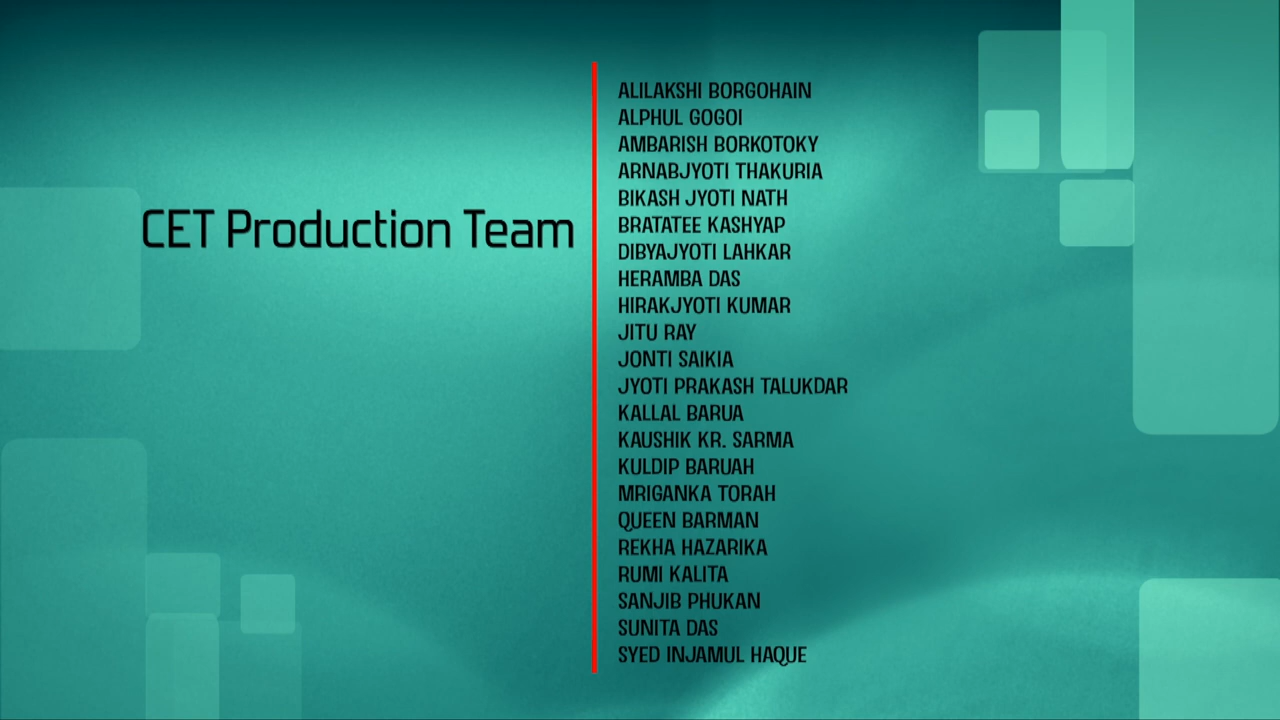 CET Production Team
ALILAKSHI BORGOHAIN
ALPHUL GOGOI
AMBARISH BORKOTOKY
ARNABJYOTI THAKURIA
BIKASH JYOTI NATH
BRATATEE KASHYAP
DIBYAJYOTI LAHKAR
HERAMBA DAS
HIRAKJYOTI KUMAR
JITU RAY
JONTI SAIKIA
JYOTI PRAKASH TALUKDAR
KALLAL BARUA
KAUSHIK KR. SARMA
KULDIP BARUAH
MRIGANKA TORAH
QUEEN BARMAN
REKHA HAZARIKA
RUMI KALITA
SANJIB PHUKAN
SUNITA DAS
SYED INJAMUL HAQUE